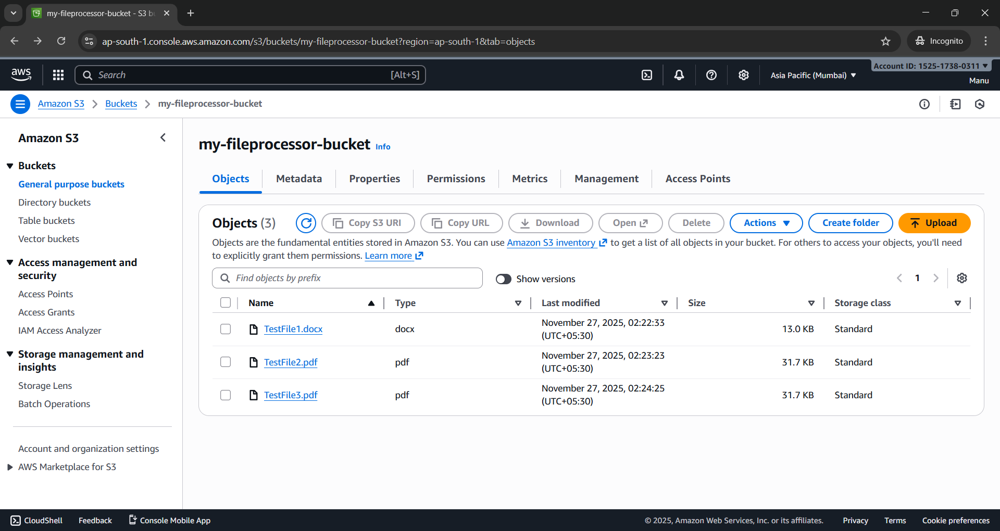 my-fileprocessor-bucket - S3 b
ap-south-1.console.aws.amazon.com/s3/buckets/my-fileprocessor-bucket?region=ap-south-1&tab=objects
Incognito
aws
Search
[Alt+S]
Asia Pacific (Mumbai)
Account ID: 1525-1738-0311
Manu
Amazon S3
Buckets
my-fileprocessor-bucket
Amazon S3
Buckets
General purpose buckets
Directory buckets
Table buckets
Vector buckets
Access management and
security
Access Points
Access Grants
IAM Access Analyzer
Storage management and
insights
Storage Lens
Batch Operations
Account and organization settings
AWS Marketplace for S3
my-fileprocessor-bucket Info
Objects Metadata Properties Permissions Metrics Management Access Points
Objects (3)
Copy S3 URI Copy URL Download Open Delete Actions Create folder Upload
Objects are the fundamental entities stored in Amazon S3. You can use Amazon S3 inventory to get a list of all objects in your bucket. For others to access your objects, you'll need
to explicitly grant them permissions. Learn more
Find objects by prefix
Show versions
1
Name Type Last modified Size Storage class
TestFile1.docx docx November 27, 2025, 02:22:33 13.0 KB Standard
(UTC+05:30)
TestFile2.pdf pdf November 27, 2025, 02:23:23 31.7 KB Standard
(UTC+05:30)
TestFile3.pdf pdf November 27, 2025, 02:24:25 31.7 KB Standard
(UTC+05:30)
CloudShell Feedback Console Mobile App © 2025, Amazon Web Services, Inc. or its affiliates. Privacy Terms Cookie preferences